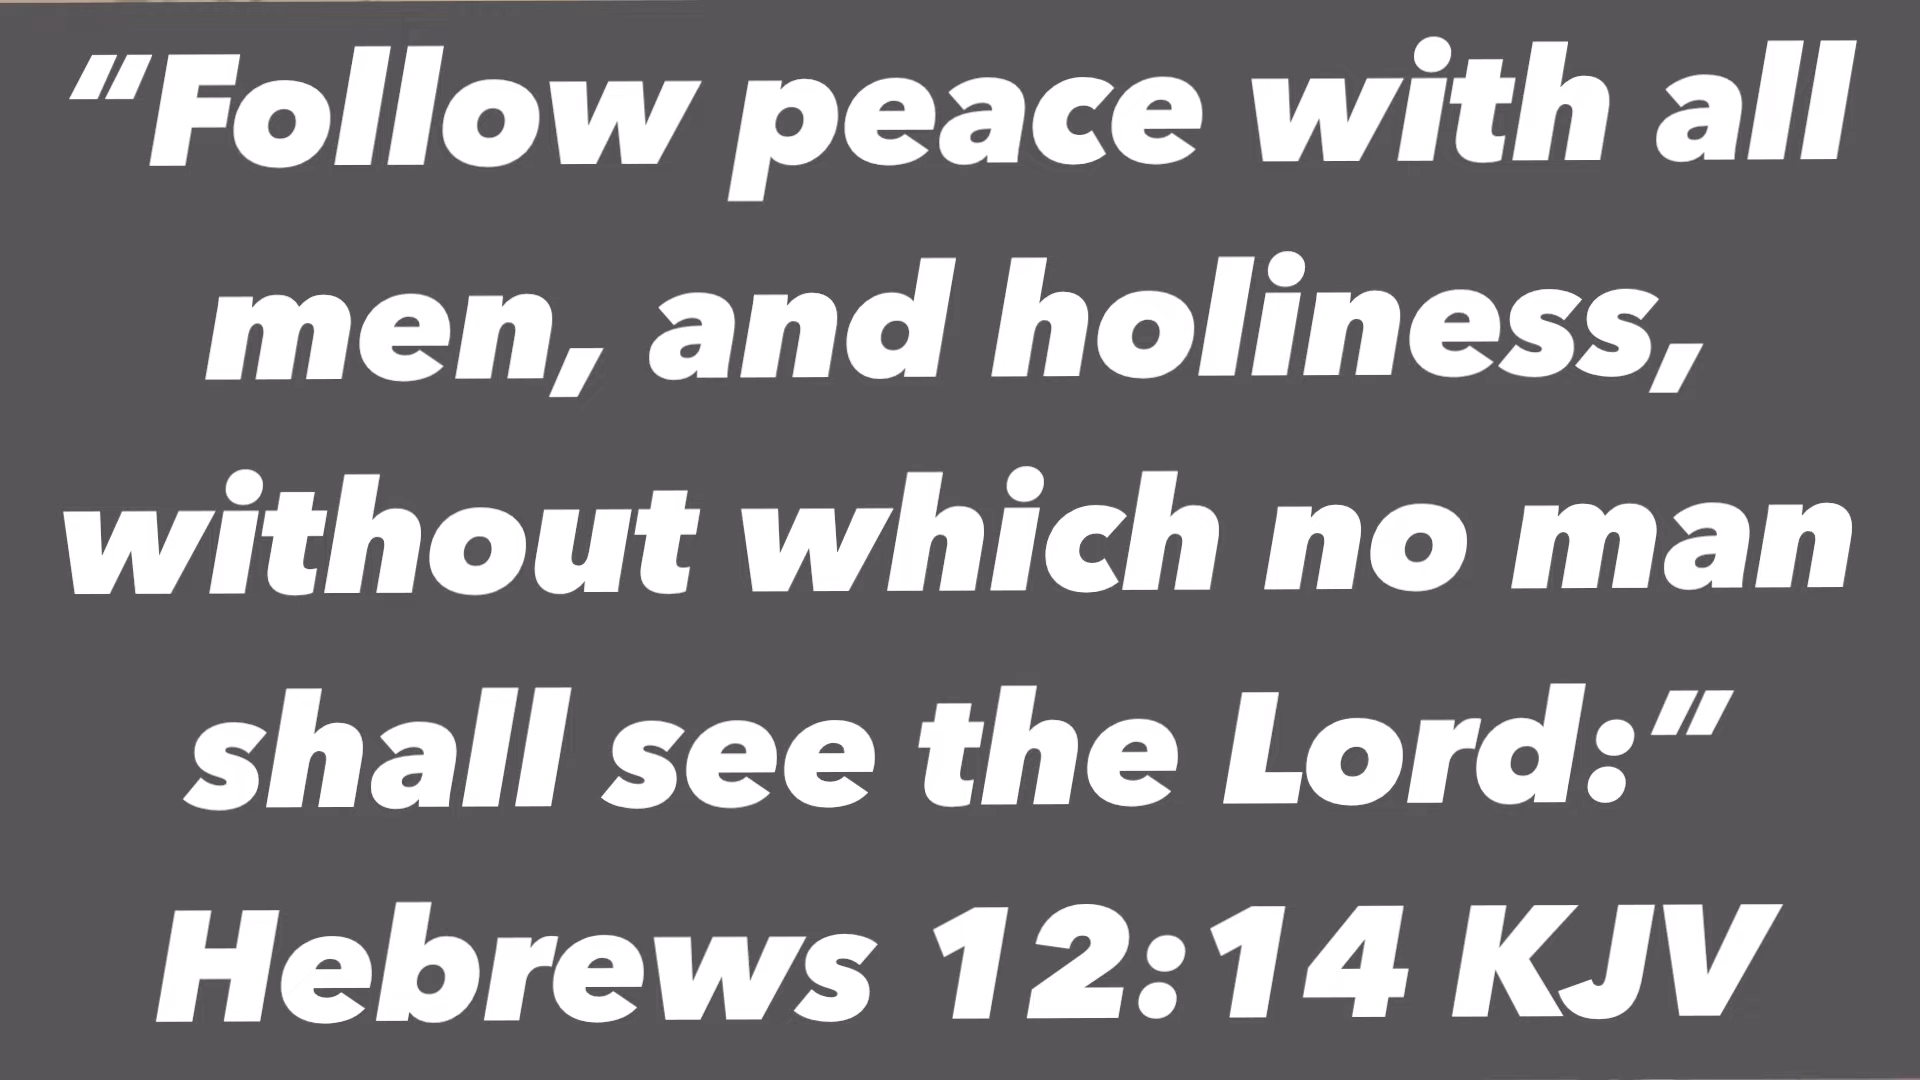 “Follow peace with all
men, and holiness,
without which no man
shall see the Lord:”
Hebrews 12:14 KJV